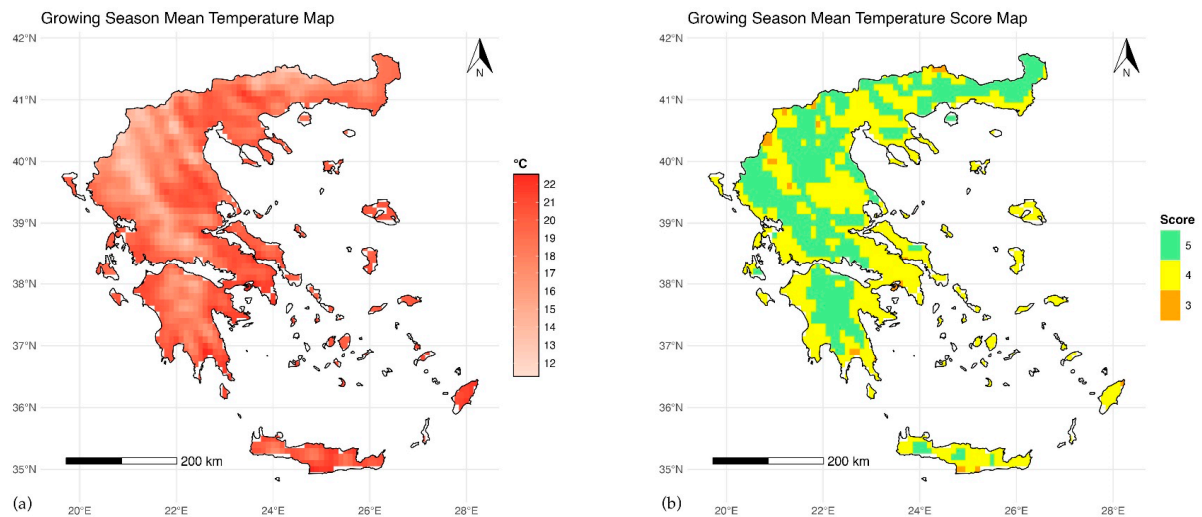 Growing Season Mean Temperature Map
42°N
41°N
40°N
39°N
38°N
37°N
36°N
35°N
N
°C
22
21
20
19
18
17
16
15
14
13
12
200 km
(a)
20°E
22°E
24°E
26°E
28°E
Growing Season Mean Temperature Score Map
42°N
41°N
40°N
39°N
38°N
37°N
36°N
35°N
N
Score
5
4
3
200 km
(b)
20°E
22°E
24°E
26°E
28°E